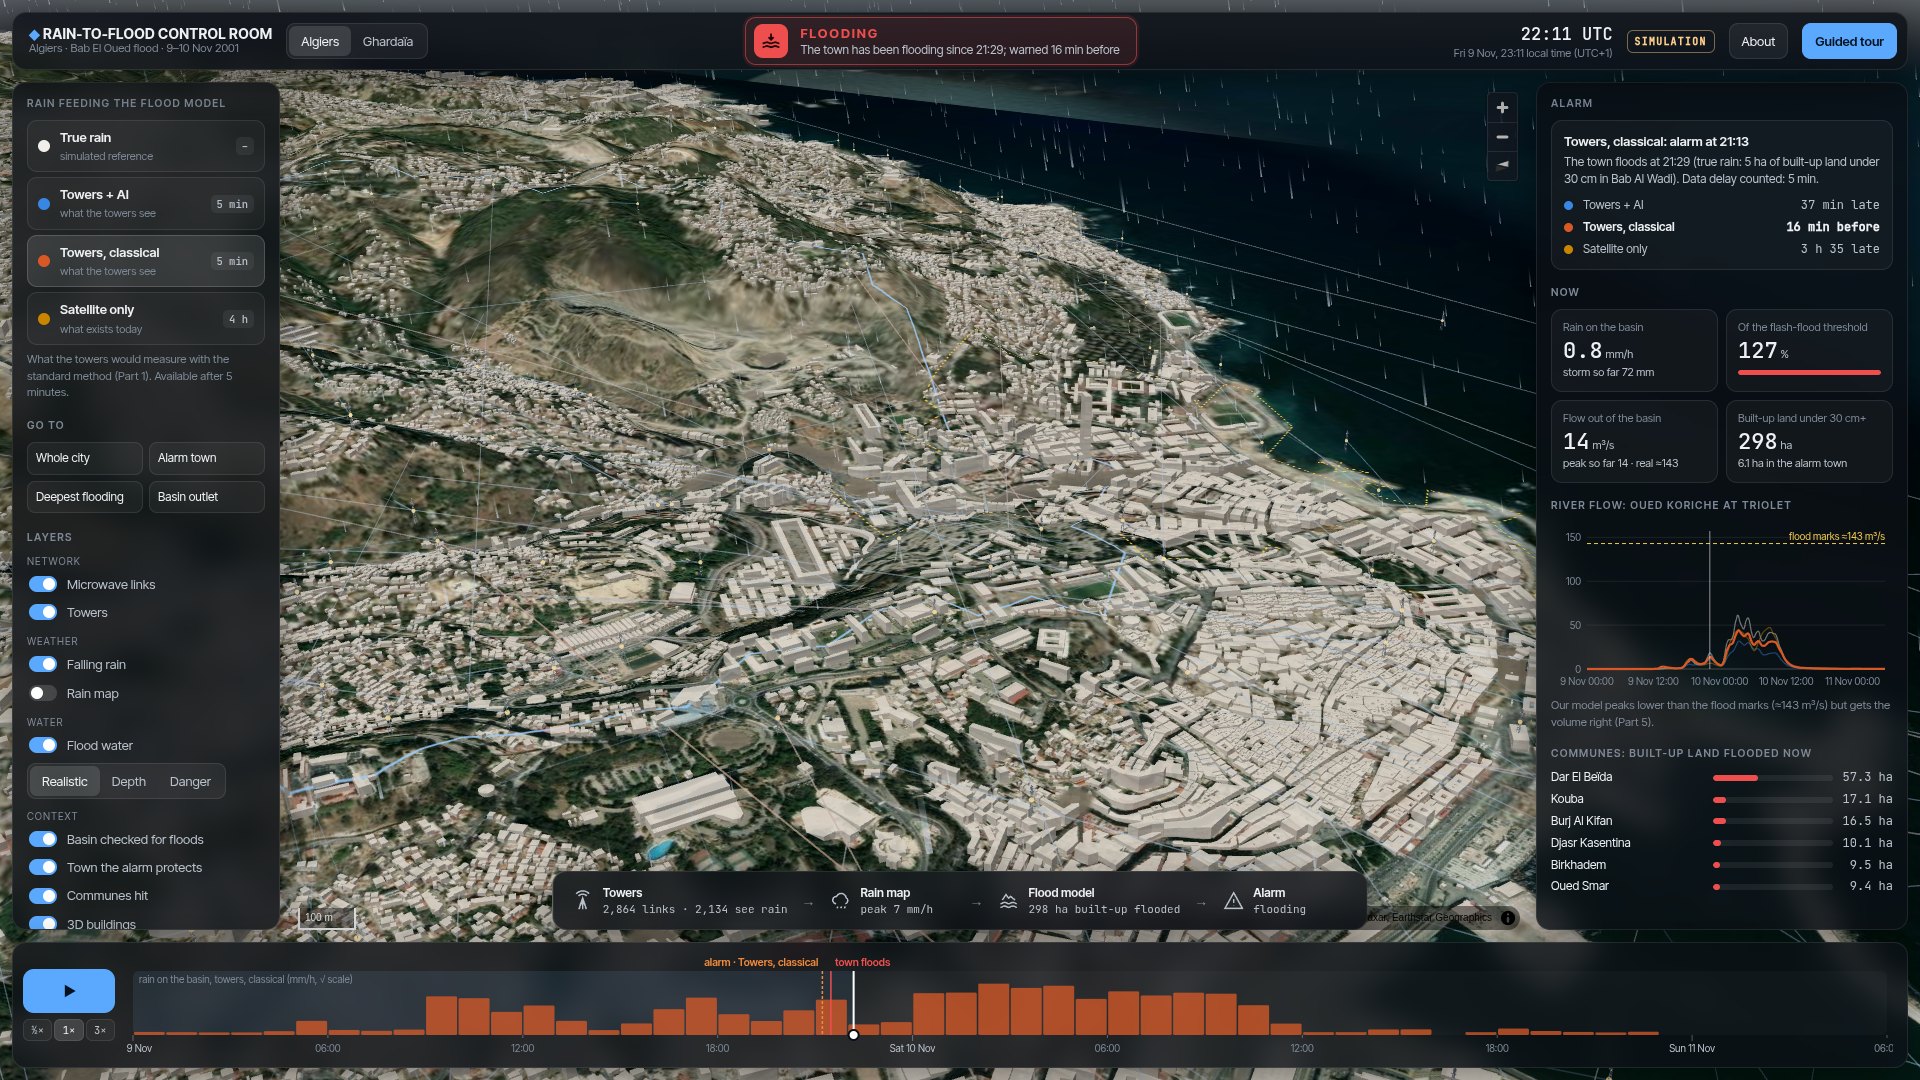 RAIN-TO-FLOOD CONTROL ROOM
Algiers · Bab El Oued flood · 9–10 Nov 2001
Algiers
Ghardaïa
FLOODING
The town has been flooding since 21:29; warned 16 min before
22:11 UTC
Fri 9 Nov, 23:11 local time (UTC+1)
SIMULATION
About
Guided tour
RAIN FEEDING THE FLOOD MODEL
True rain
simulated reference
–
Towers + AI
what the towers see
5 min
Towers, classical
what the towers see
5 min
Satellite only
what exists today
4 h
What the towers would measure with the
standard method (Part 1). Available after 5
minutes.
GO TO
Whole city
Alarm town
Deepest flooding
Basin outlet
LAYERS
NETWORK
Microwave links
Towers
WEATHER
Falling rain
Rain map
WATER
Flood water
Realistic
Depth
Danger
CONTEXT
Basin checked for floods
Town the alarm protects
Communes hit
3D buildings
100 m
Towers
2,864 links · 2,134 see rain
→
Rain map
peak 7 mm/h
→
Flood model
298 ha built-up flooded
→
Alarm
flooding
axar, Earthstar Geographics
ALARM
Towers, classical: alarm at 21:13
The town floods at 21:29 (true rain: 5 ha of built-up land under
30 cm in Bab Al Wadi). Data delay counted: 5 min.
Towers + AI 37 min late
Towers, classical 16 min before
Satellite only 3 h 35 late
NOW
Rain on the basin
0.8 mm/h
storm so far 72 mm
Of the flash-flood threshold
127 %
Flow out of the basin
14 m³/s
peak so far 14 · real ≈143
Built-up land under 30 cm+
298 ha
6.1 ha in the alarm town
RIVER FLOW: OUED KORICHE AT TRIOLET
flood marks ≈143 m³/s
150
100
50
0
9 Nov 00:00 9 Nov 12:00 10 Nov 00:00 10 Nov 12:00 11 Nov 00:00
Our model peaks lower than the flood marks (≈143 m³/s) but gets the
volume right (Part 5).
COMMUNES: BUILT-UP LAND FLOODED NOW
Dar El Beïda 57.3 ha
Kouba 17.1 ha
Burj Al Kifan 16.5 ha
Djasr Kasentina 10.1 ha
Birkhadem 9.5 ha
Oued Smar 9.4 ha
½× 1× 3×
alarm · Towers, classical
town floods
rain on the basin, towers, classical (mm/h, √ scale)
9 Nov 06:00 12:00 18:00 Sat 10 Nov 06:00 12:00 18:00 Sun 11 Nov 06:0